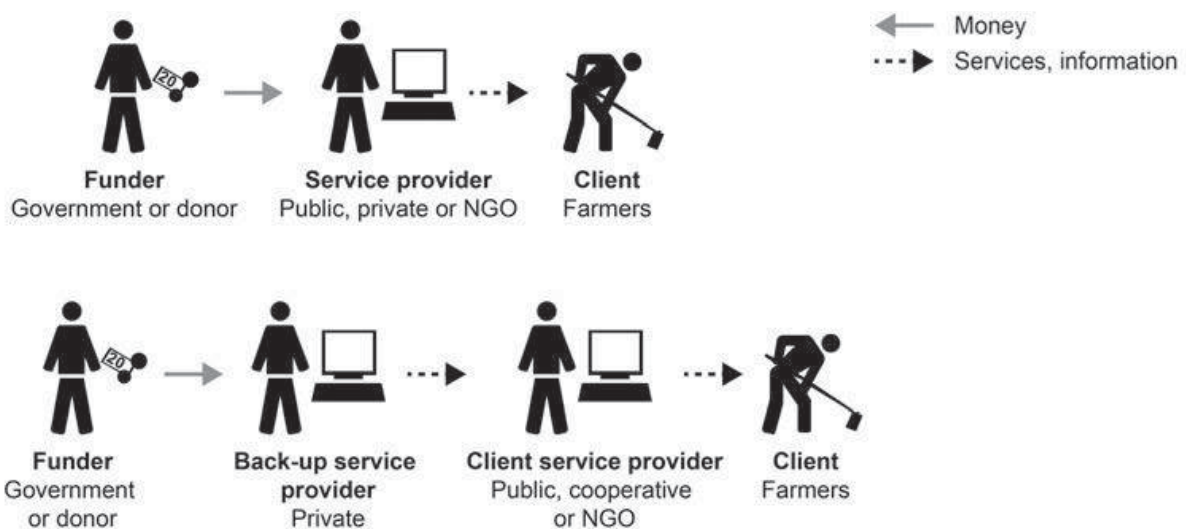 Money
Services, information
20
Funder
Government or donor
Service provider
Public, private or NGO
Client
Farmers
20
Funder
Government
or donor
Back-up service
provider
Private
Client service provider
Public, cooperative
or NGO
Client
Farmers